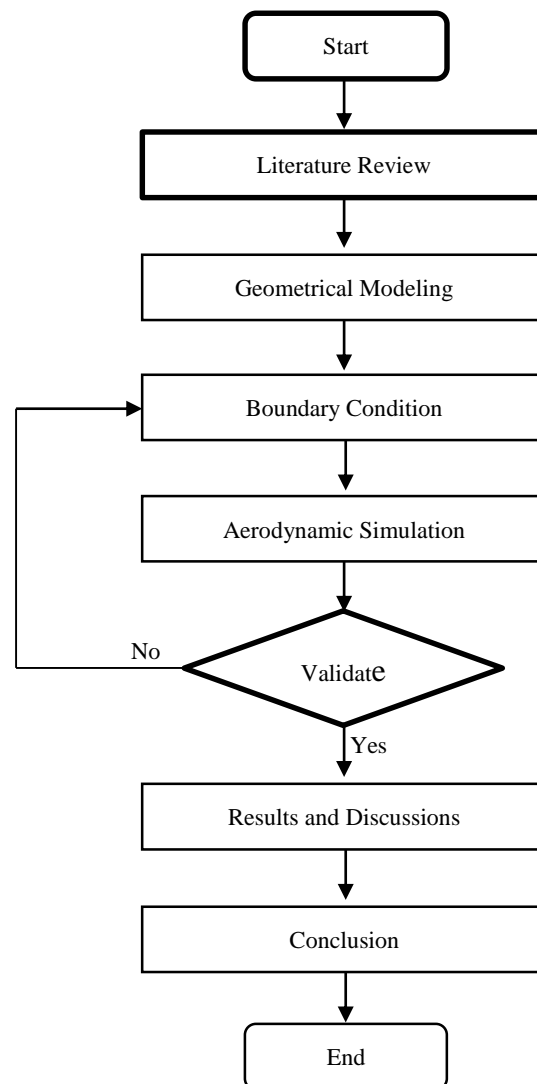 Start
Literature Review
Geometrical Modeling
Boundary Condition
Aerodynamic Simulation
No
Validate
Yes
Results and Discussions
Conclusion
End